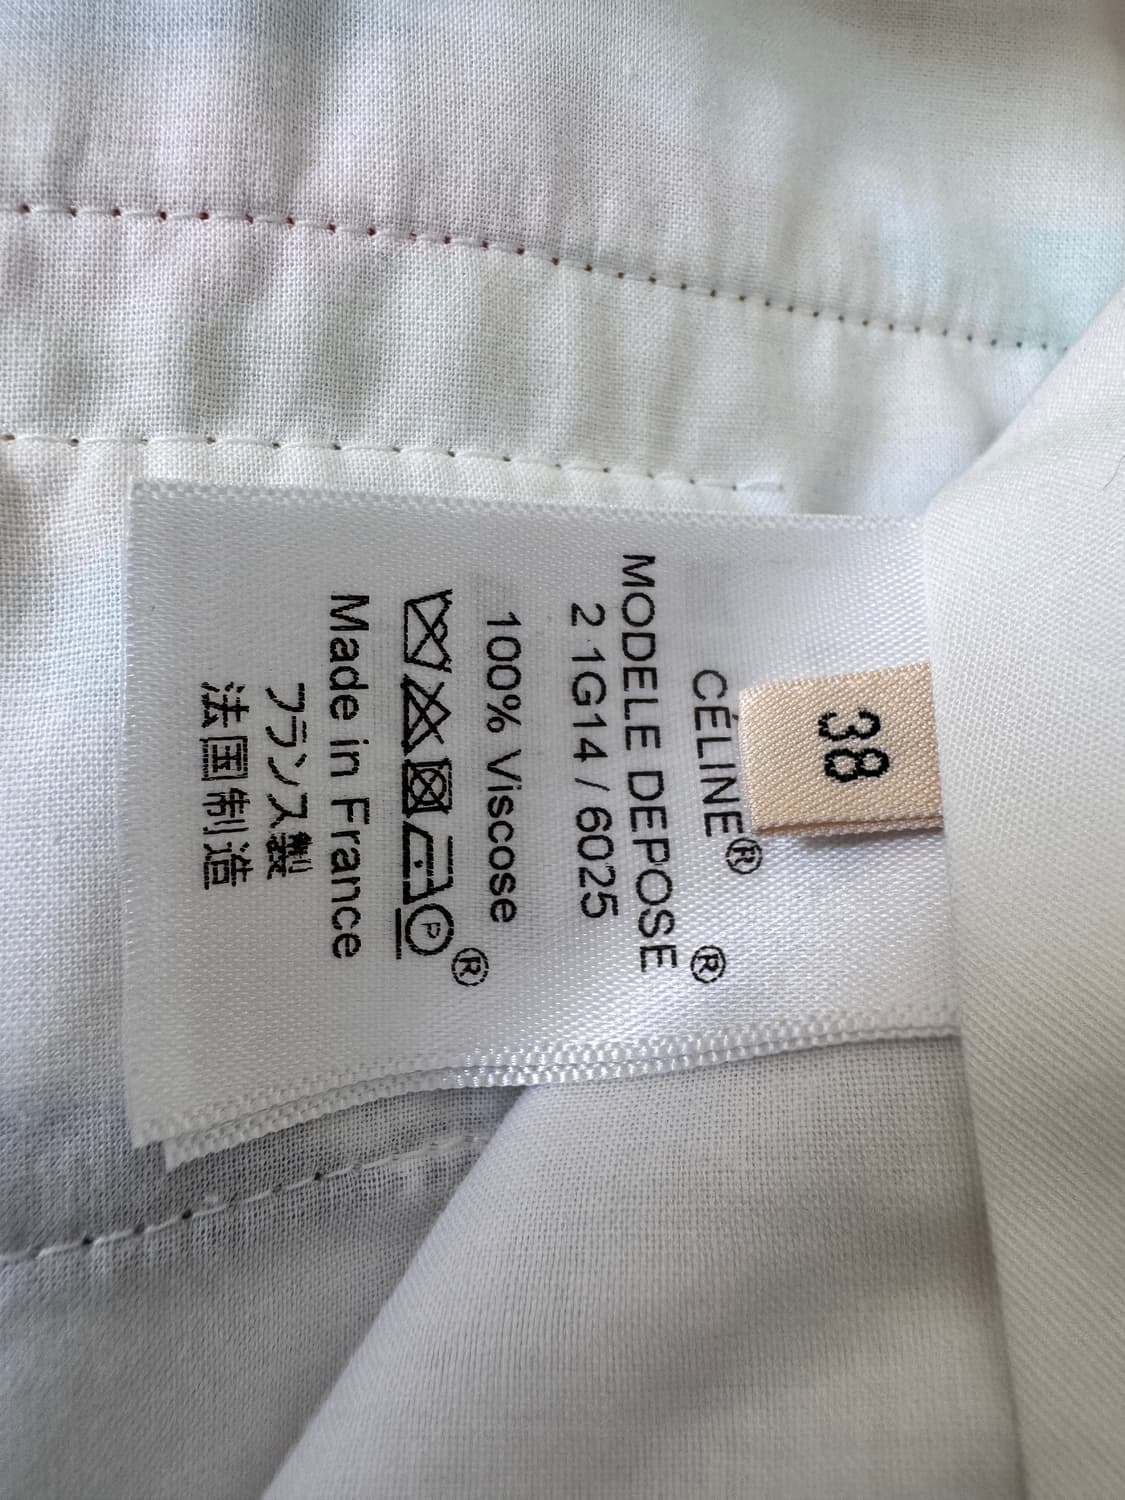 38
CÉLINE®
MODELE DEPOSE ®
2 1G14 / 6025
100% Viscose
P ®
Made in France
フランス製
法国制造